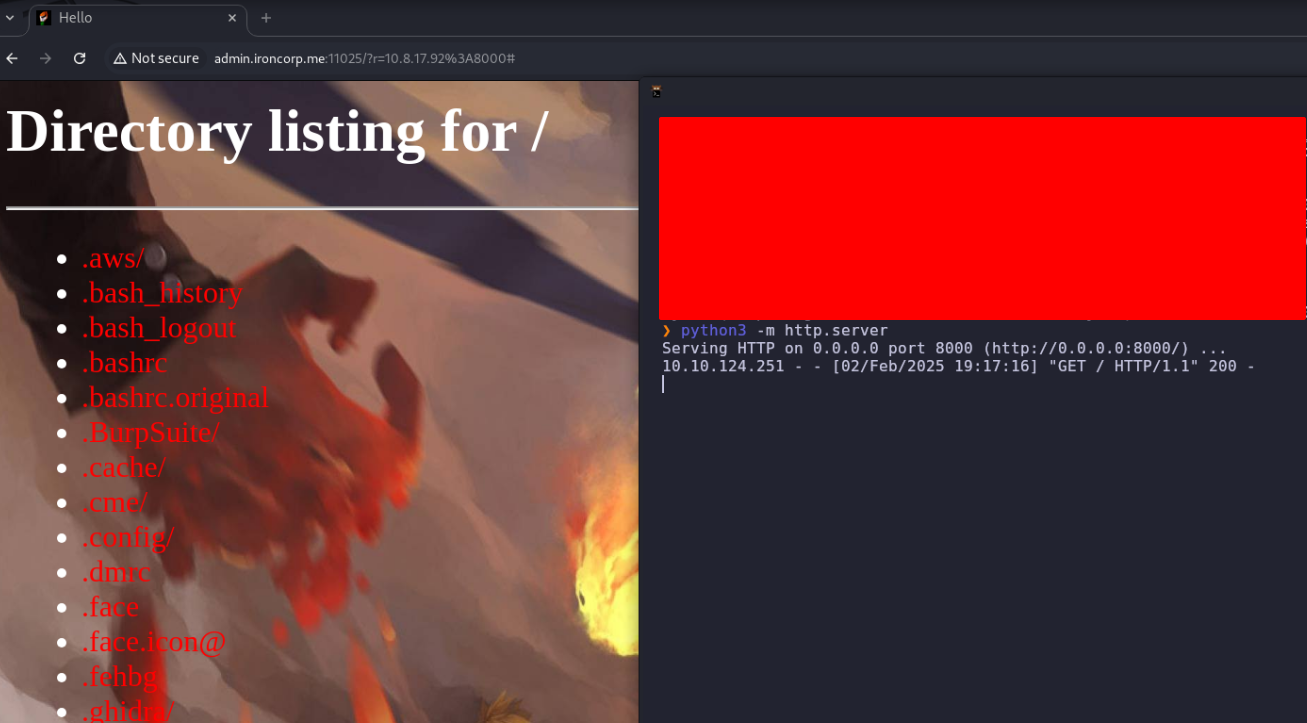 Hello
Not secure admin.ironcorp.me:11025/?r=10.8.17.92%3A8000#
Directory listing for /
.aws/
.bash_history
.bash_logout
.bashrc
.bashrc.original
.BurpSuite/
.cache/
.cme/
.config/
.dmrc
.face
.face.icon@
.fehbg
.ghidra/
❯ python3 -m http.server
Serving HTTP on 0.0.0.0 port 8000 (http://0.0.0.0:8000/) ...
10.10.124.251 - - [02/Feb/2025 19:17:16] "GET / HTTP/1.1" 200 -